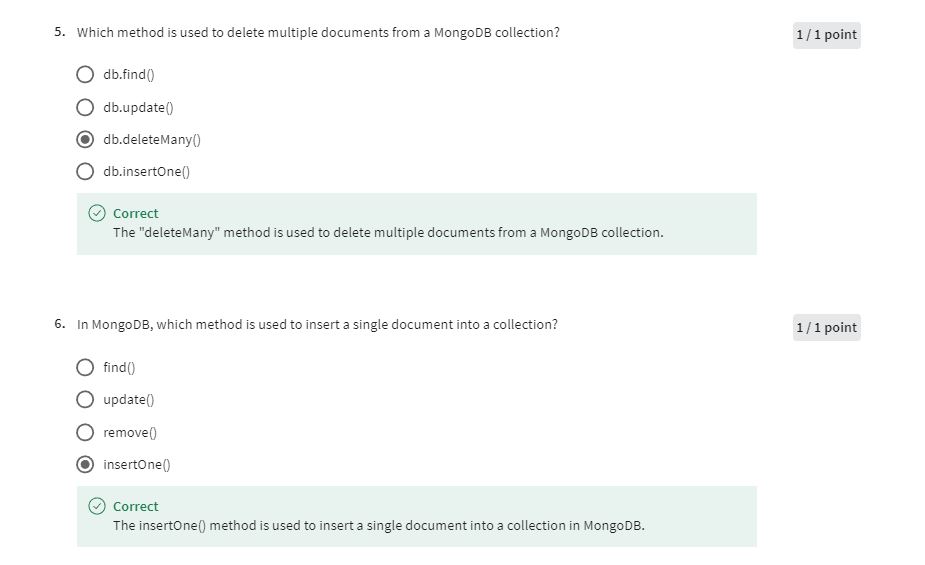 5. Which method is used to delete multiple documents from a MongoDB collection?
1 / 1 point
db.find()
db.update()
db.deleteMany()
db.insertOne()
Correct
The "deleteMany" method is used to delete multiple documents from a MongoDB collection.
6. In MongoDB, which method is used to insert a single document into a collection?
1 / 1 point
find()
update()
remove()
insertOne()
Correct
The insertOne() method is used to insert a single document into a collection in MongoDB.